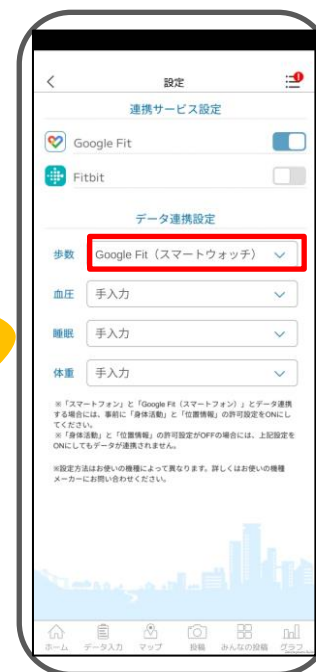 設定
連携サービス設定
Google Fit
Fitbit
データ連携設定
歩数 Google Fit（スマートウォッチ）
血圧 手入力
睡眠 手入力
体重 手入力
※「スマートフォン」と「Google Fit（スマートフォン）」とデータ連携
する場合には、事前に「身体活動」と「位置情報」の許可設定をONにし
てください。
※「身体活動」と「位置情報」の許可設定がOFFの場合には、上記設定を
ONにしてもデータが連携されません。
※設定方法はお使いの機種によって異なります。詳しくはお使いの機種
メーカーにお問い合わせください。
ホーム データ入力 マップ 投稿 みんなの投稿 グラフ